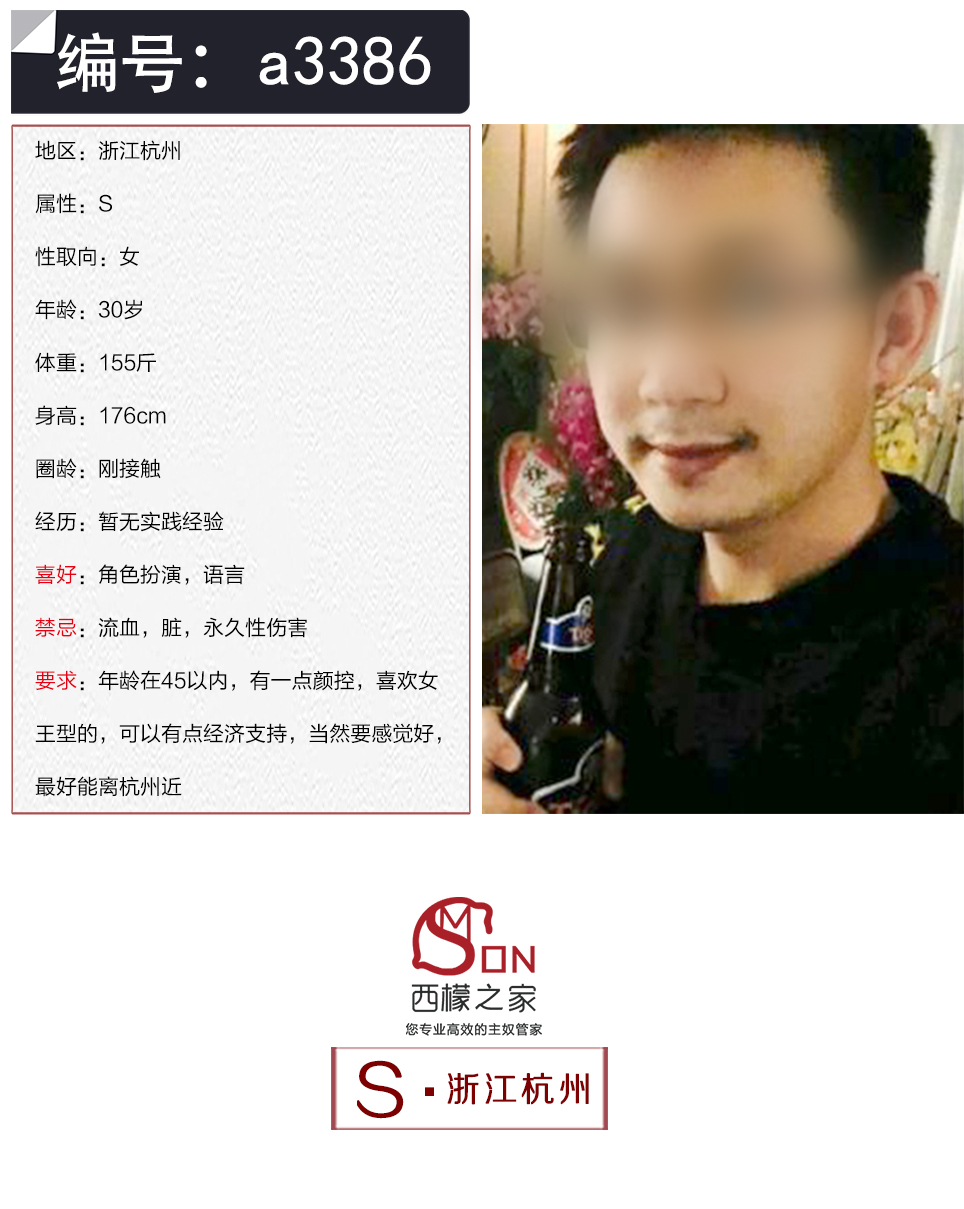 编号： a3386
地区：浙江杭州
属性：S
性取向：女
年龄：30岁
体重：155斤
身高：176cm
圈龄：刚接触
经历：暂无实践经验
喜好：角色扮演，语言
禁忌：流血，脏，永久性伤害
要求：年龄在45以内，有一点颜控，喜欢女
王型的，可以有点经济支持，当然要感觉好，
最好能离杭州近
SMON
西檬之家
您专业高效的主奴管家
S·浙江杭州